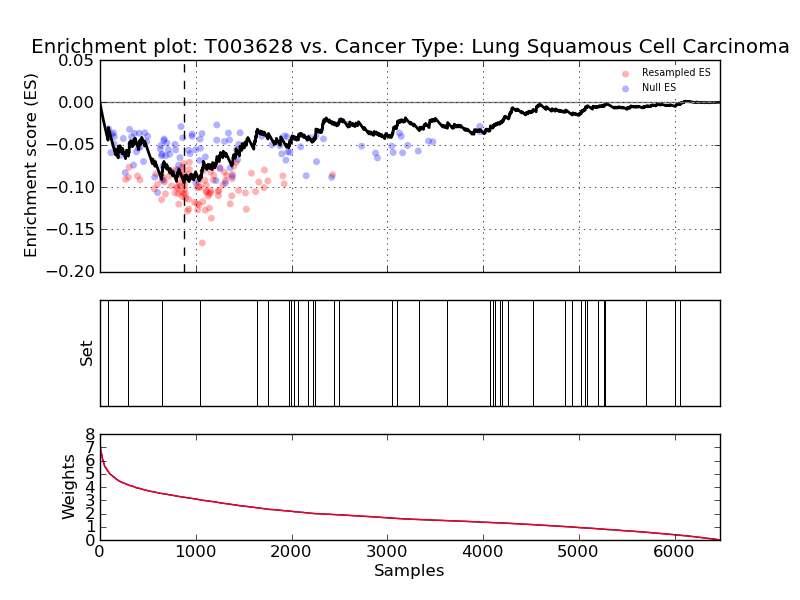 Enrichment plot: T003628 vs. Cancer Type: Lung Squamous Cell Carcinoma
0.05
0.00
−0.05
−0.10
−0.15
−0.20
Enrichment score (ES)
Resampled ES
Null ES
Set
8
7
6
5
4
3
2
1
0
Weights
0 1000 2000 3000 4000 5000 6000
Samples